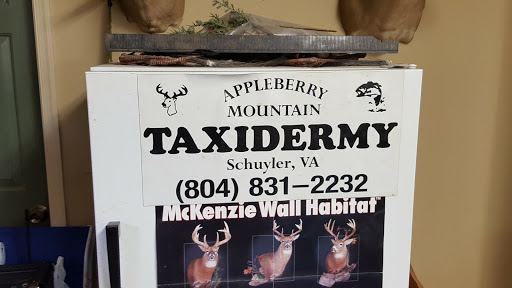 APPLEBERRY
MOUNTAIN
TAXIDERMY
Schuyler, VA
(804) 831-2232
McKenzie Wall Habitat®